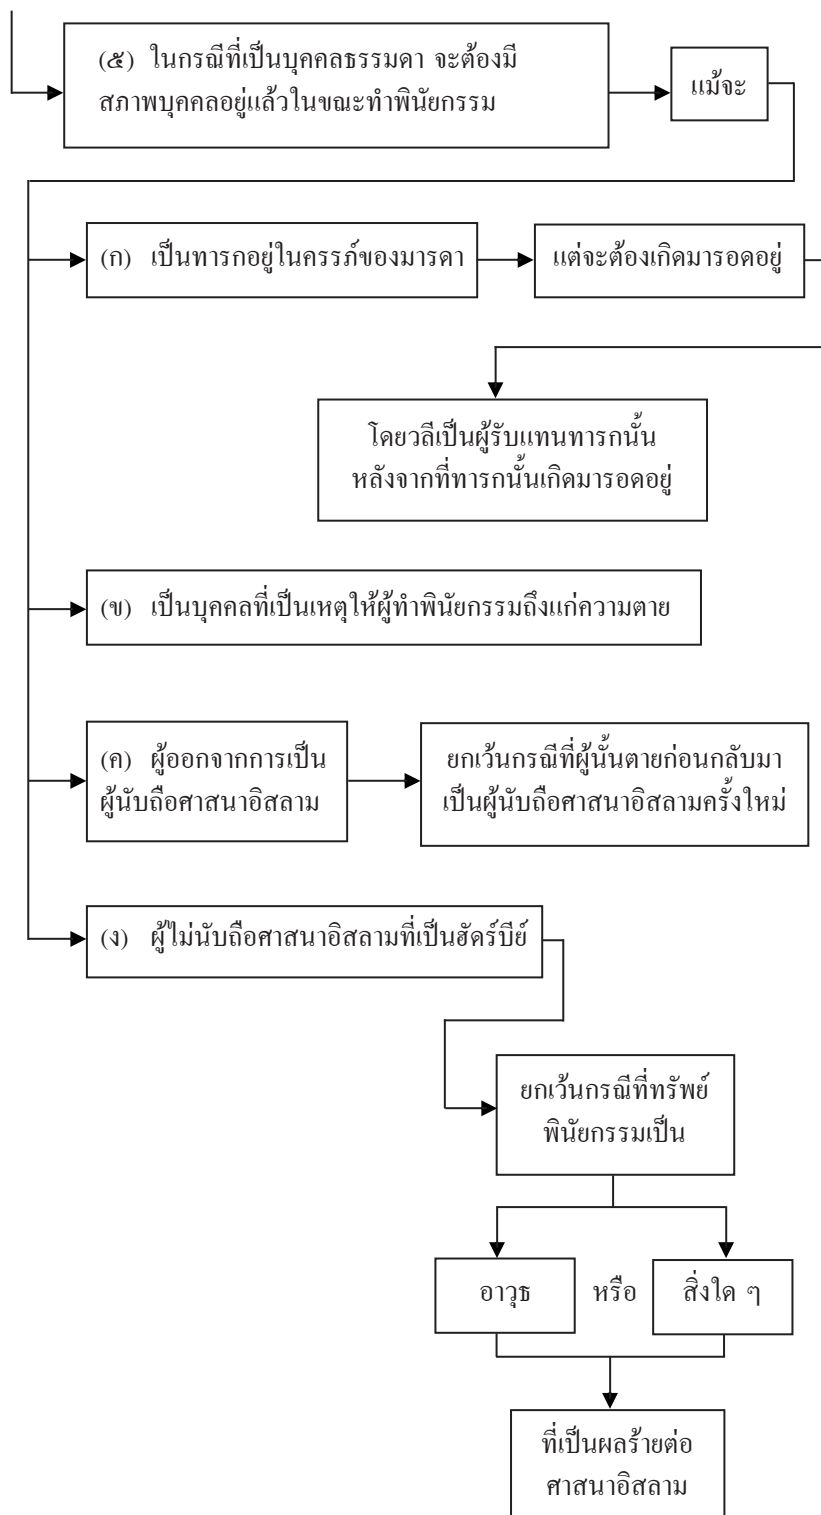 (๕) ในกรณีที่เป็นบุคคลธรรมดา จะต้องมี
สภาพบุคคลอยู่แล้วในขณะทำพินัยกรรม
แม้จะ
(ก) เป็นทารกอยู่ในครรภ์ของมารดา
แต่จะต้องเกิดมารอดอยู่
โดยวลีเป็นผู้รับแทนทารกนั้น
หลังจากที่ทารกนั้นเกิดมารอดอยู่
(ข) เป็นบุคคลที่เป็นเหตุให้ผู้ทำพินัยกรรมถึงแก่ความตาย
(ค) ผู้ออกจากการเป็น
ผู้นับถือศาสนาอิสลาม
ยกเว้นกรณีที่ผู้นั้นตายก่อนกลับมา
เป็นผู้นับถือศาสนาอิสลามครั้งใหม่
(ง) ผู้ไม่นับถือศาสนาอิสลามที่เป็นฮัดร์บีย์
ยกเว้นกรณีที่ทรัพย์
พินัยกรรมเป็น
อาวุธ หรือ สิ่งใด ๆ
ที่เป็นผลร้ายต่อ
ศาสนาอิสลาม